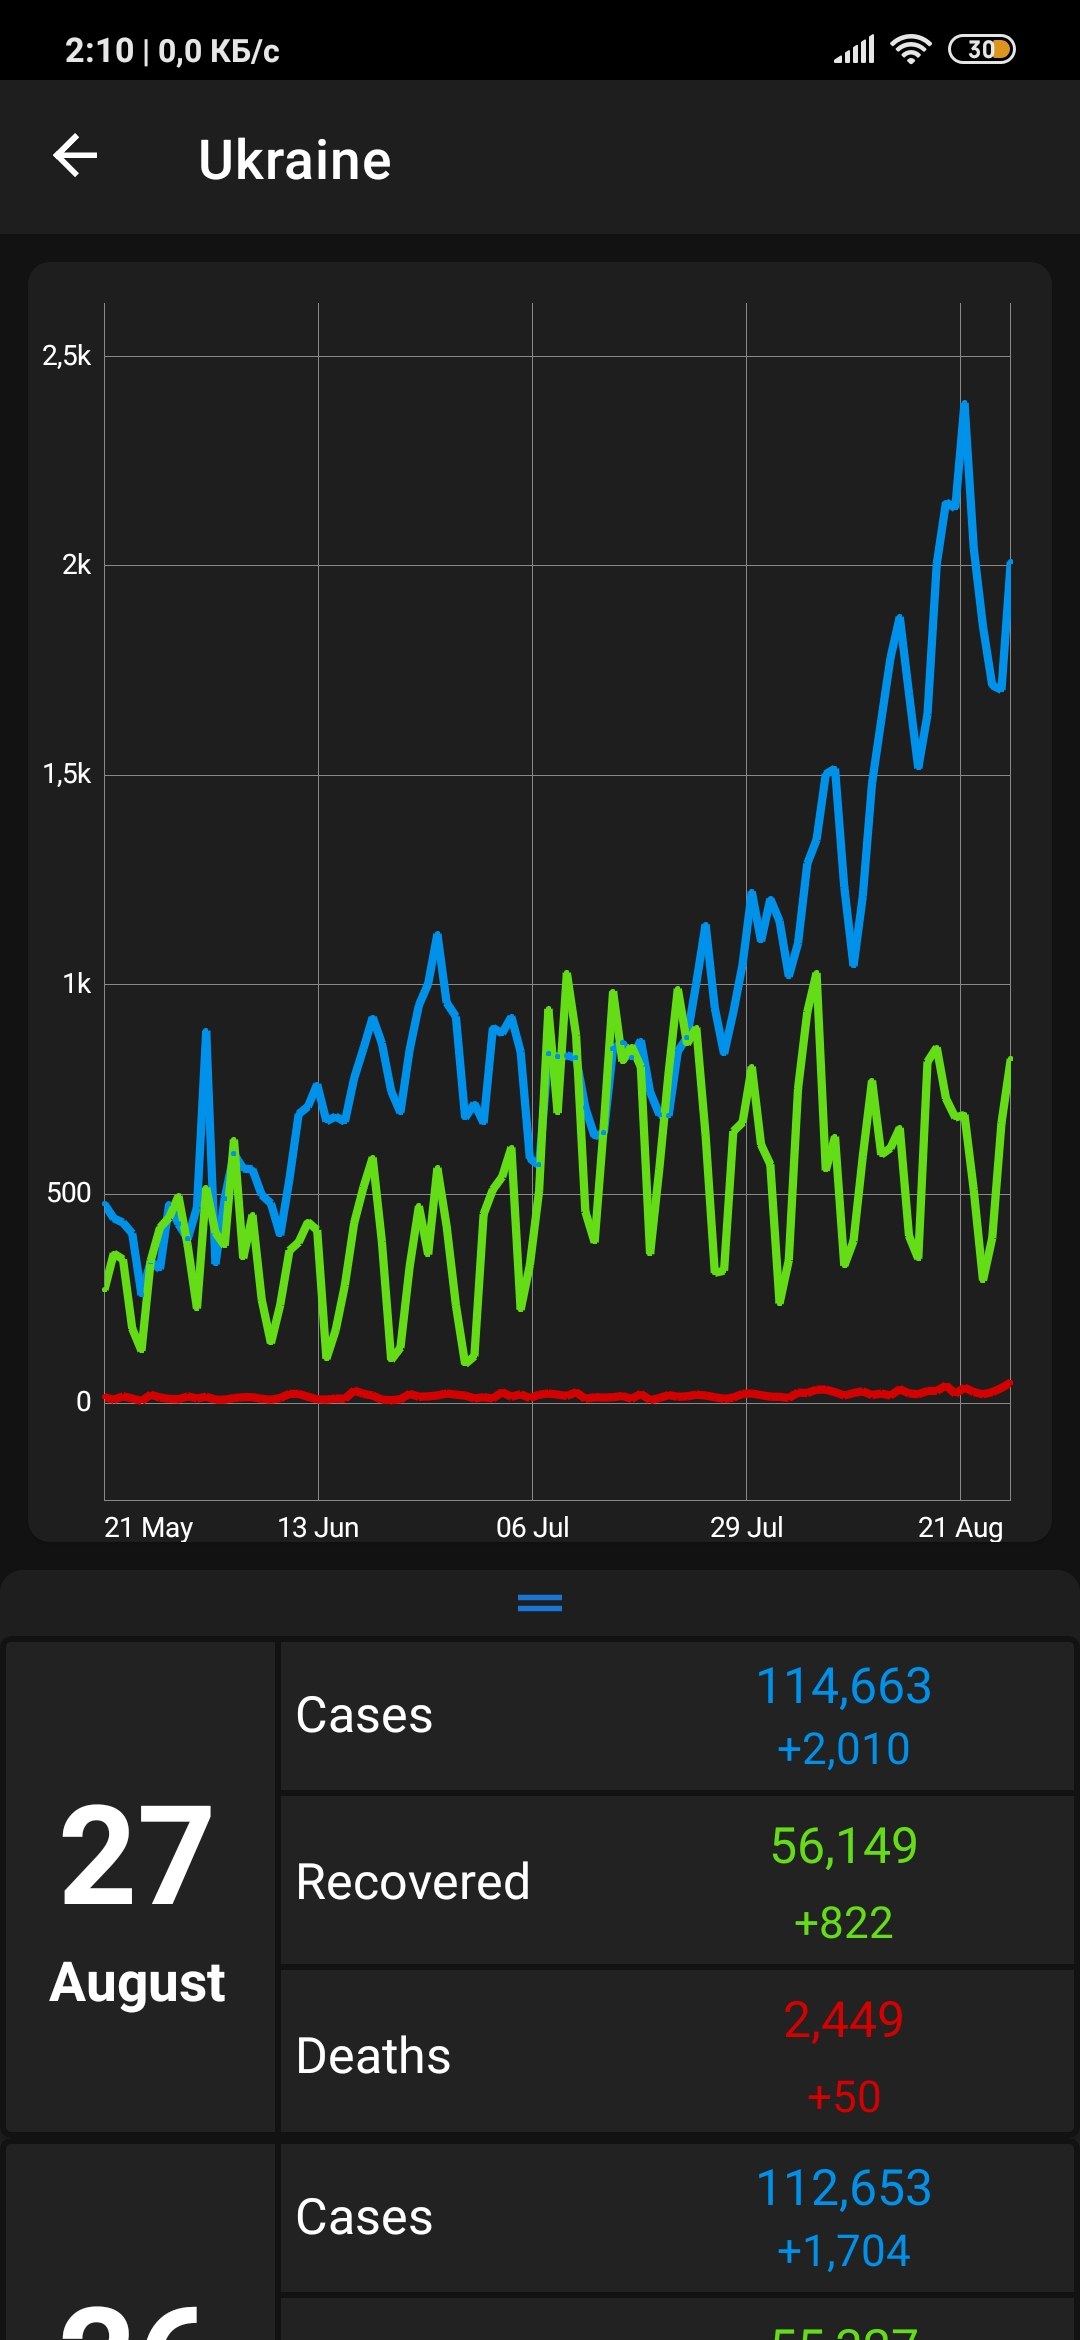 2:10 | 0,0 КБ/с 30
Ukraine
2,5k
2k
1,5k
1k
500
0
21 May 13 Jun 06 Jul 29 Jul 21 Aug
27
August
Cases
114,663
+2,010
Recovered
56,149
+822
Deaths
2,449
+50
26
Cases
112,653
+1,704